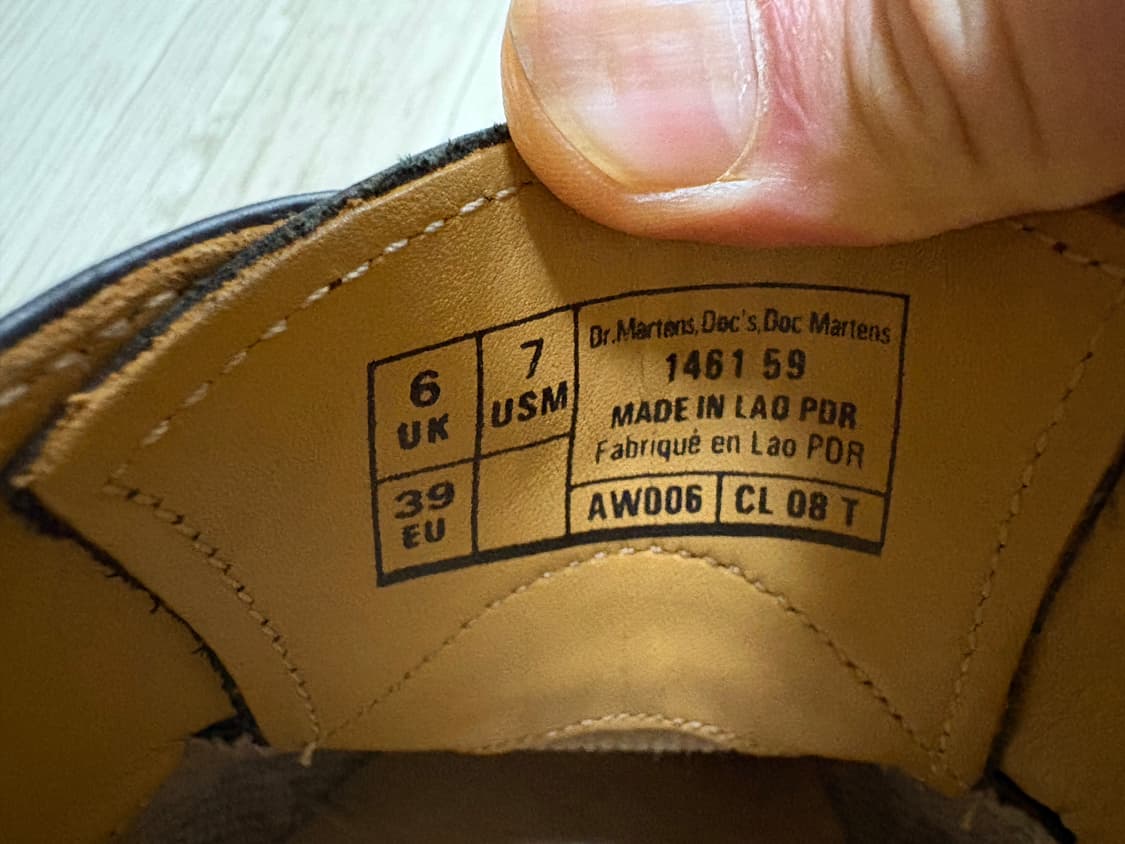 6
UK
7
USM
39
EU
Dr.Martens,Doc's,Doc Martens
1461 59
MADE IN LAO PDR
Fabriqué en Lao PDR
AW006
CL 08 T